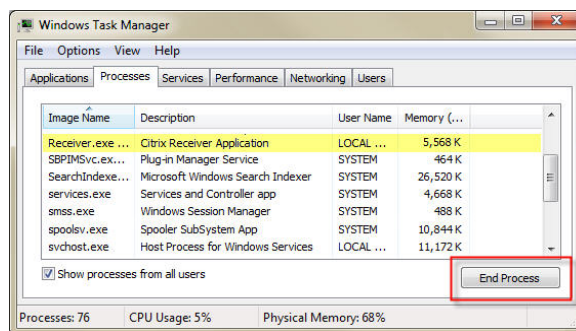 Windows Task Manager
File Options View Help
Applications Processes Services Performance Networking Users
Image Name Description User Name Memory (...
Receiver.exe ... Citrix Receiver Application LOCAL ... 5,568 K
SBPIMSvc.ex... Plug-in Manager Service SYSTEM 464 K
SearchIndexe... Microsoft Windows Search Indexer SYSTEM 26,520 K
services.exe Services and Controller app SYSTEM 4,668 K
smss.exe Windows Session Manager SYSTEM 488 K
spoolsv.exe Spooler SubSystem App SYSTEM 10,844 K
svchost.exe Host Process for Windows Services LOCAL ... 11,172 K
Show processes from all users
End Process
Processes: 76 CPU Usage: 5% Physical Memory: 68%